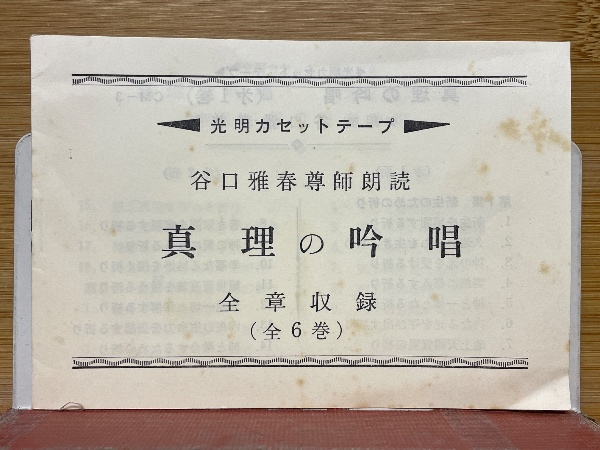 光明カセットテープ
谷口雅春尊師朗読
真理の吟唱
全章収録
(全6巻)